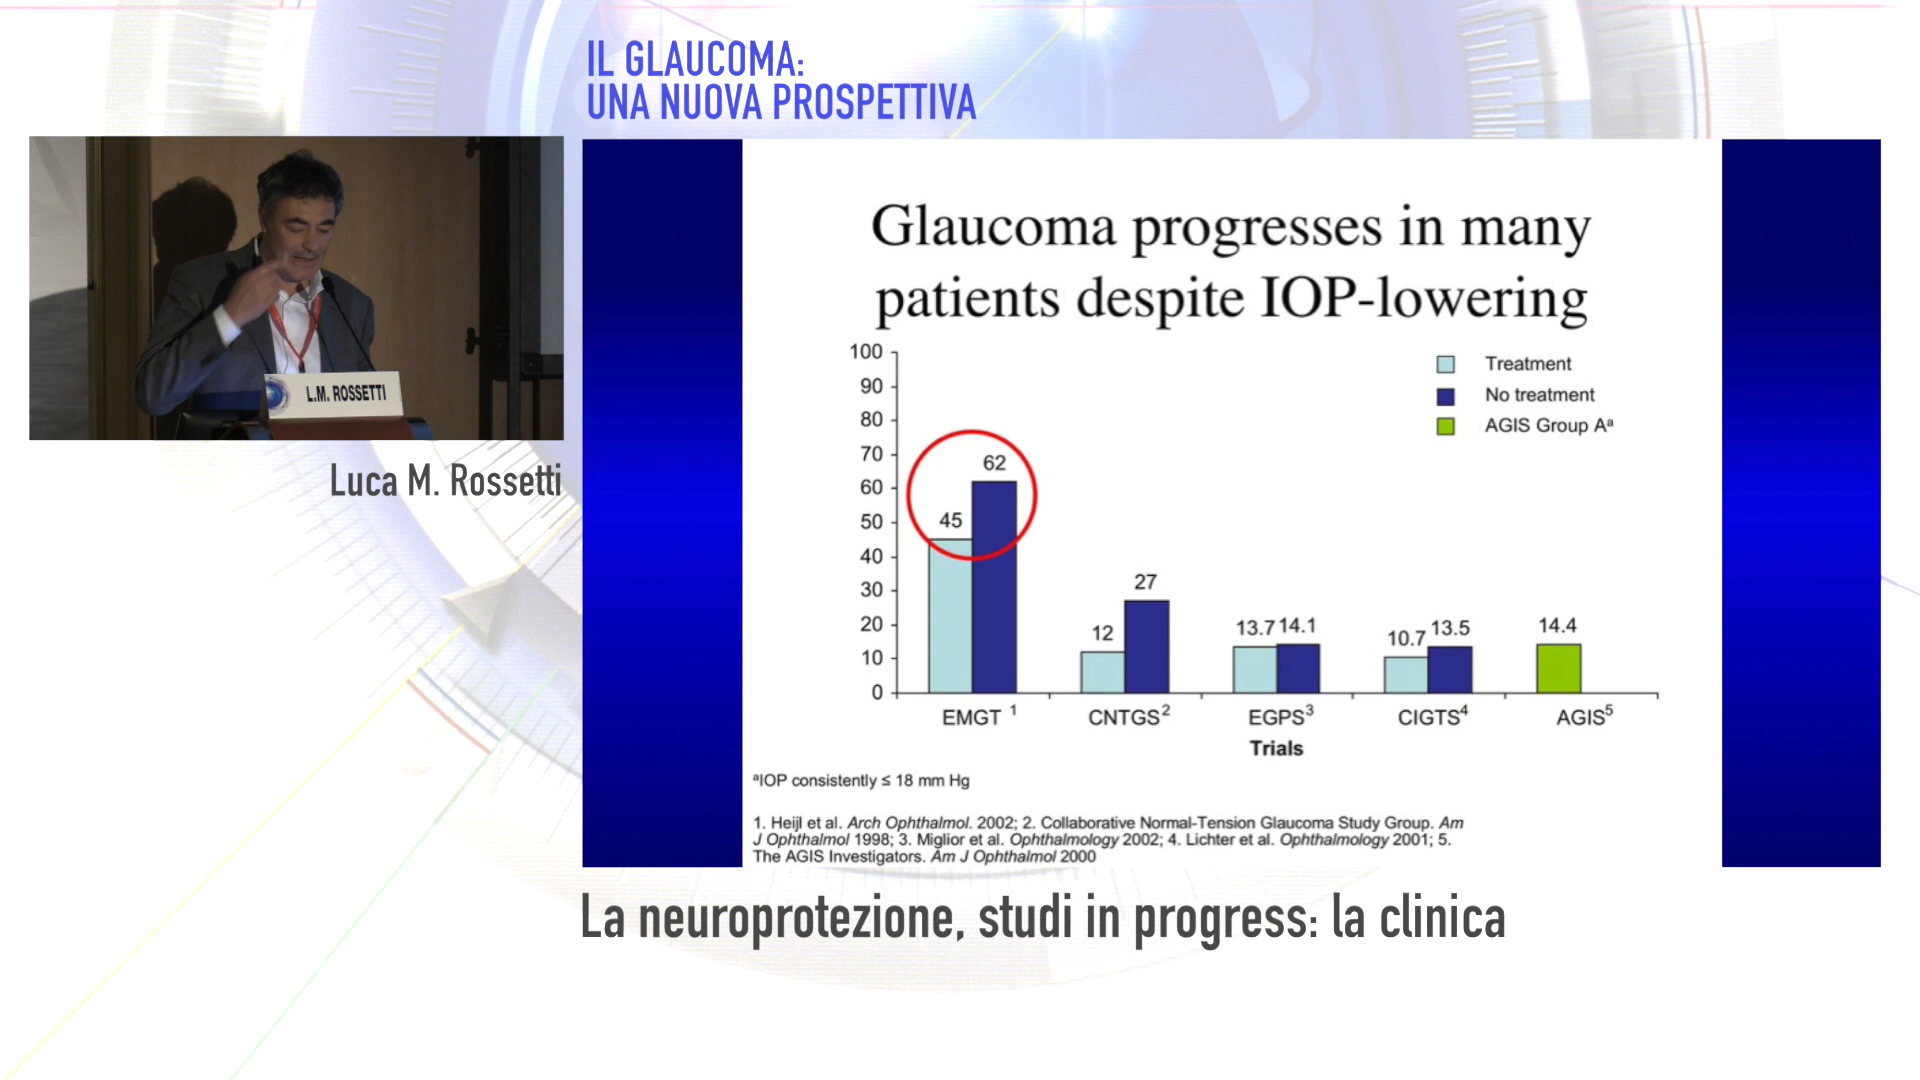 IL GLAUCOMA:
UNA NUOVA PROSPETTIVA
L.M. ROSSETTI
Luca M. Rossetti
Glaucoma progresses in many
patients despite IOP-lowering
100
90
80
70
60
50
40
30
20
10
0
Treatment
No treatment
AGIS Group Aª
45
62
12
27
13.7
14.1
10.7
13.5
14.4
EMGT ¹
CNTGS²
EGPS³
CIGTS⁴
AGIS⁵
Trials
ªIOP consistently ≤ 18 mm Hg
1. Heijl et al. Arch Ophthalmol. 2002; 2. Collaborative Normal-Tension Glaucoma Study Group. Am
J Ophthalmol 1998; 3. Miglior et al. Ophthalmology 2002; 4. Lichter et al. Ophthalmology 2001; 5.
The AGIS Investigators. Am J Ophthalmol 2000
La neuroprotezione, studi in progress: la clinica